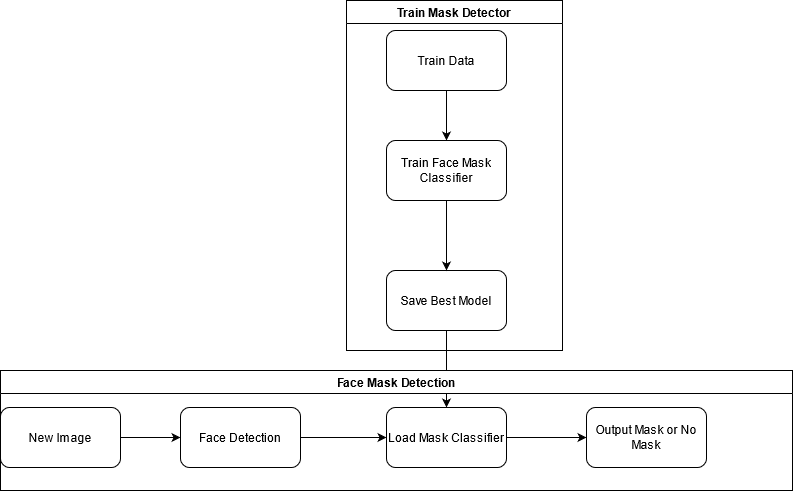 Train Mask Detector
Train Data
Train Face Mask
Classifier
Save Best Model
Face Mask Detection
New Image
Face Detection
Load Mask Classifier
Output Mask or No
Mask